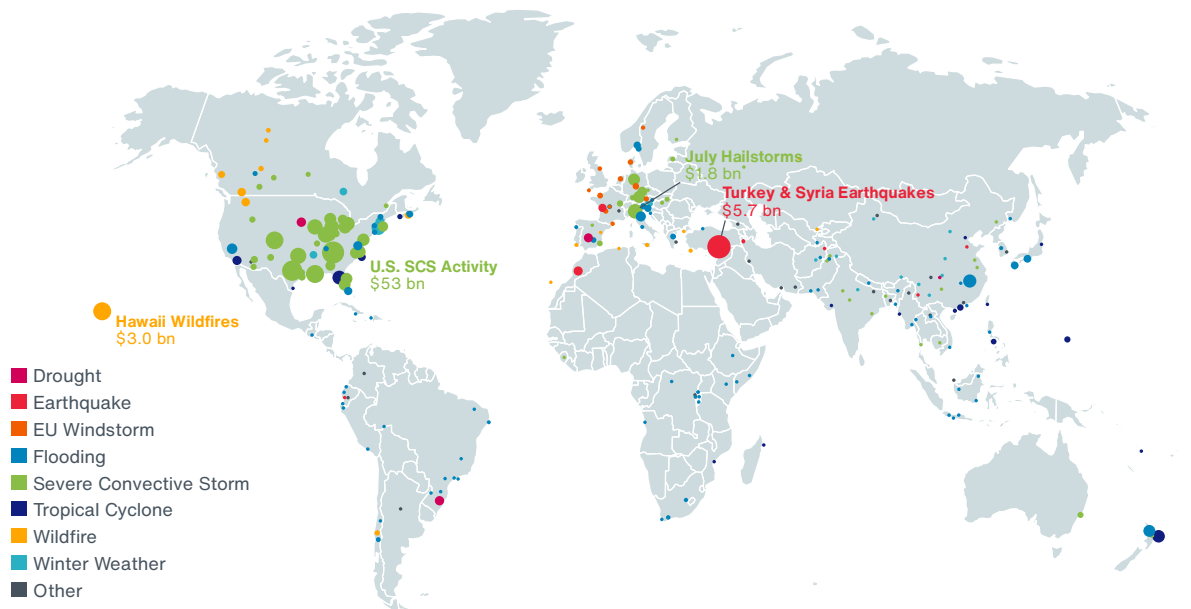 July Hailstorms
$1.8 bn
Turkey & Syria Earthquakes
$5.7 bn
U.S. SCS Activity
$53 bn
Hawaii Wildfires
$3.0 bn
Drought
Earthquake
EU Windstorm
Flooding
Severe Convective Storm
Tropical Cyclone
Wildfire
Winter Weather
Other